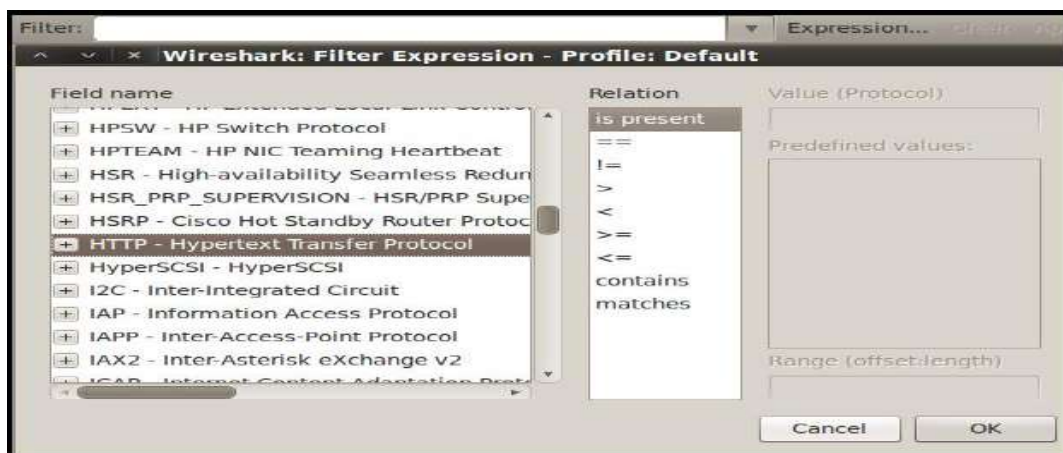 Filter:
Expression...
Wireshark: Filter Expression - Profile: Default
Field name
HPSW - HP Switch Protocol
HPTEAM - HP NIC Teaming Heartbeat
HSR - High-availability Seamless Redun
HSR_PRP_SUPERVISION - HSR/PRP Supe
HSRP - Cisco Hot Standby Router Protoc
HTTP - Hypertext Transfer Protocol
HyperSCSI - HyperSCSI
I2C - Inter-Integrated Circuit
IAP - Information Access Protocol
IAPP - Inter-Access-Point Protocol
IAX2 - Inter-Asterisk eXchange v2
Relation
is present
==
!=
>
<
>=
<=
contains
matches
Value (Protocol)
Predefined values:
Range (offset:length)
Cancel
OK